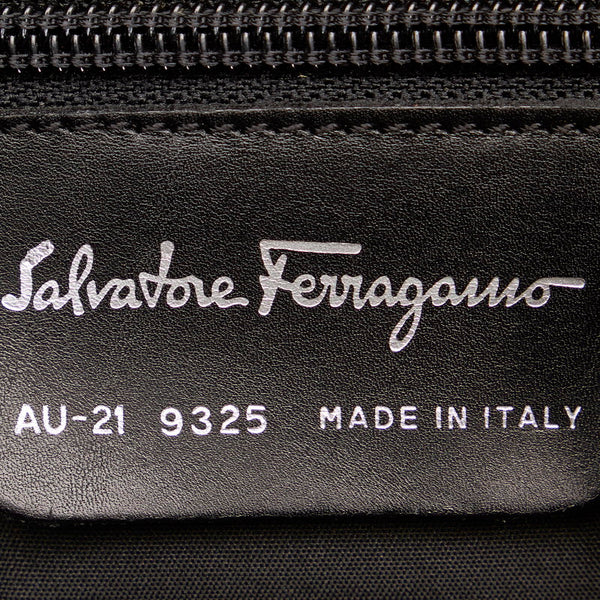 Salvatore Ferragamo
AU-21 9325 MADE IN ITALY